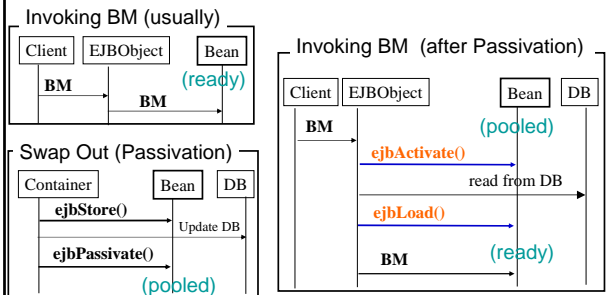 Invoking BM (usually)
Client EJBObject Bean
(ready)
BM
BM
Swap Out (Passivation)
Container Bean DB
ejbStore()
Update DB
ejbPassivate()
(pooled)
Invoking BM (after Passivation)
Client EJBObject Bean DB
BM
(pooled)
ejbActivate()
read from DB
ejbLoad()
BM
(ready)